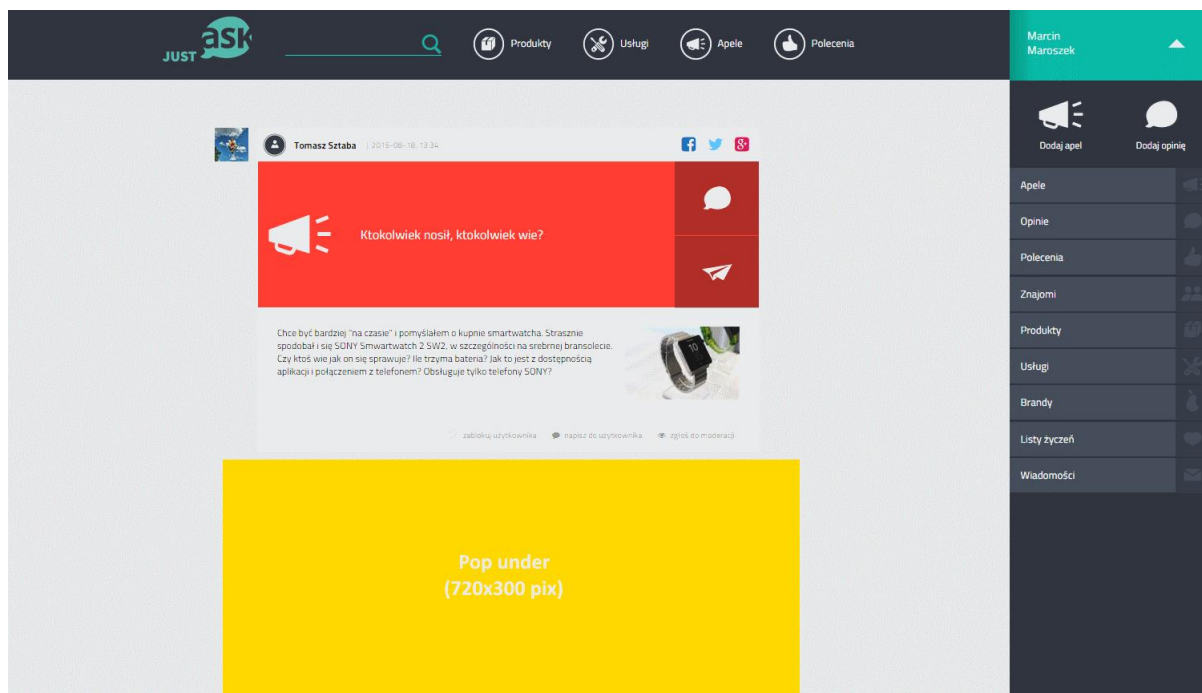 JUST ask
Produkty
Usługi
Apele
Polecenia
Marcin
Maroszek
Dodaj apel
Dodaj opinię
Tomasz Sztaba | 2015-08-18, 13:34
Ktokolwiek nosił, ktokolwiek wie?
Chce być bardziej "na czasie" i pomyślałem o kupnie smartwatcha. Strasznie
spodobał i się SONY Smwartwatch 2 SW2, w szczególności na srebrnej bransolecie.
Czy ktoś wie jak on się sprawuje? Ile trzyma bateria? Jak to jest z dostępnością
aplikacji i połączeniem z telefonem? Obsługuje tylko telefony SONY?
zablokuj użytkownika
napisz do użytkownika
zgłoś do moderacji
Pop under
(720x300 pix)
Apele
Opinie
Polecenia
Znajomi
Produkty
Usługi
Brandy
Listy życzeń
Wiadomości